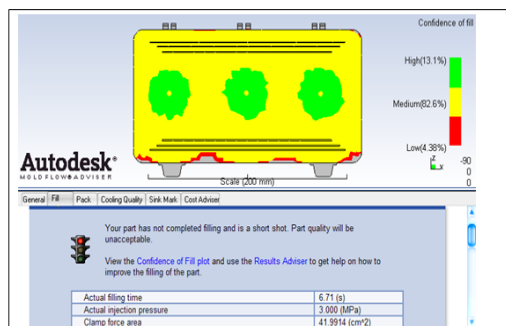 Confidence of fill
High(13.1%)
Medium(82.6%)
Low(4.38%)
Z
X
-90
0
0
Autodesk®
MOLDFLOW®ADVISER
Scale (200 mm)
General Fill Pack Cooling Quality Sink Mark Cost Adviser
Your part has not completed filling and is a short shot. Part quality will be
unacceptable.
View the Confidence of Fill plot and use the Results Adviser to get help on how to
improve the filling of the part.
Actual filling time 6.71 (s)
Actual injection pressure 3.000 (MPa)
Clamp force area 41.9914 (cm^2)